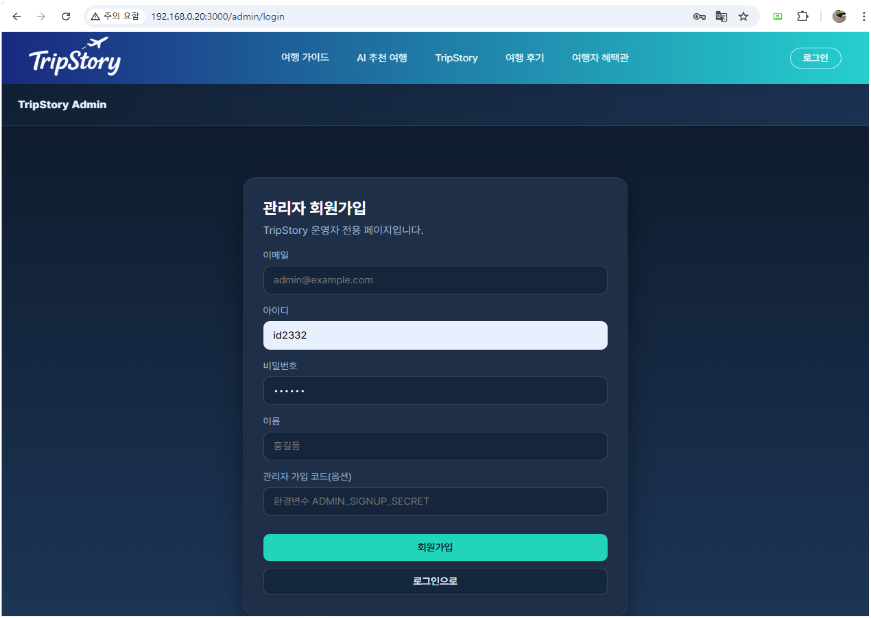 주의 요함 192.168.0.20:3000/admin/login
TripStory 여행 가이드 AI 추천 여행 TripStory 여행 후기 여행자 혜택관 로그인
TripStory Admin
관리자 회원가입
TripStory 운영자 전용 페이지입니다.
이메일
admin@example.com
아이디
id2332
비밀번호
••••••
이름
홍길동
관리자 가입 코드(옵션)
환경변수 ADMIN_SIGNUP_SECRET
회원가입
로그인으로